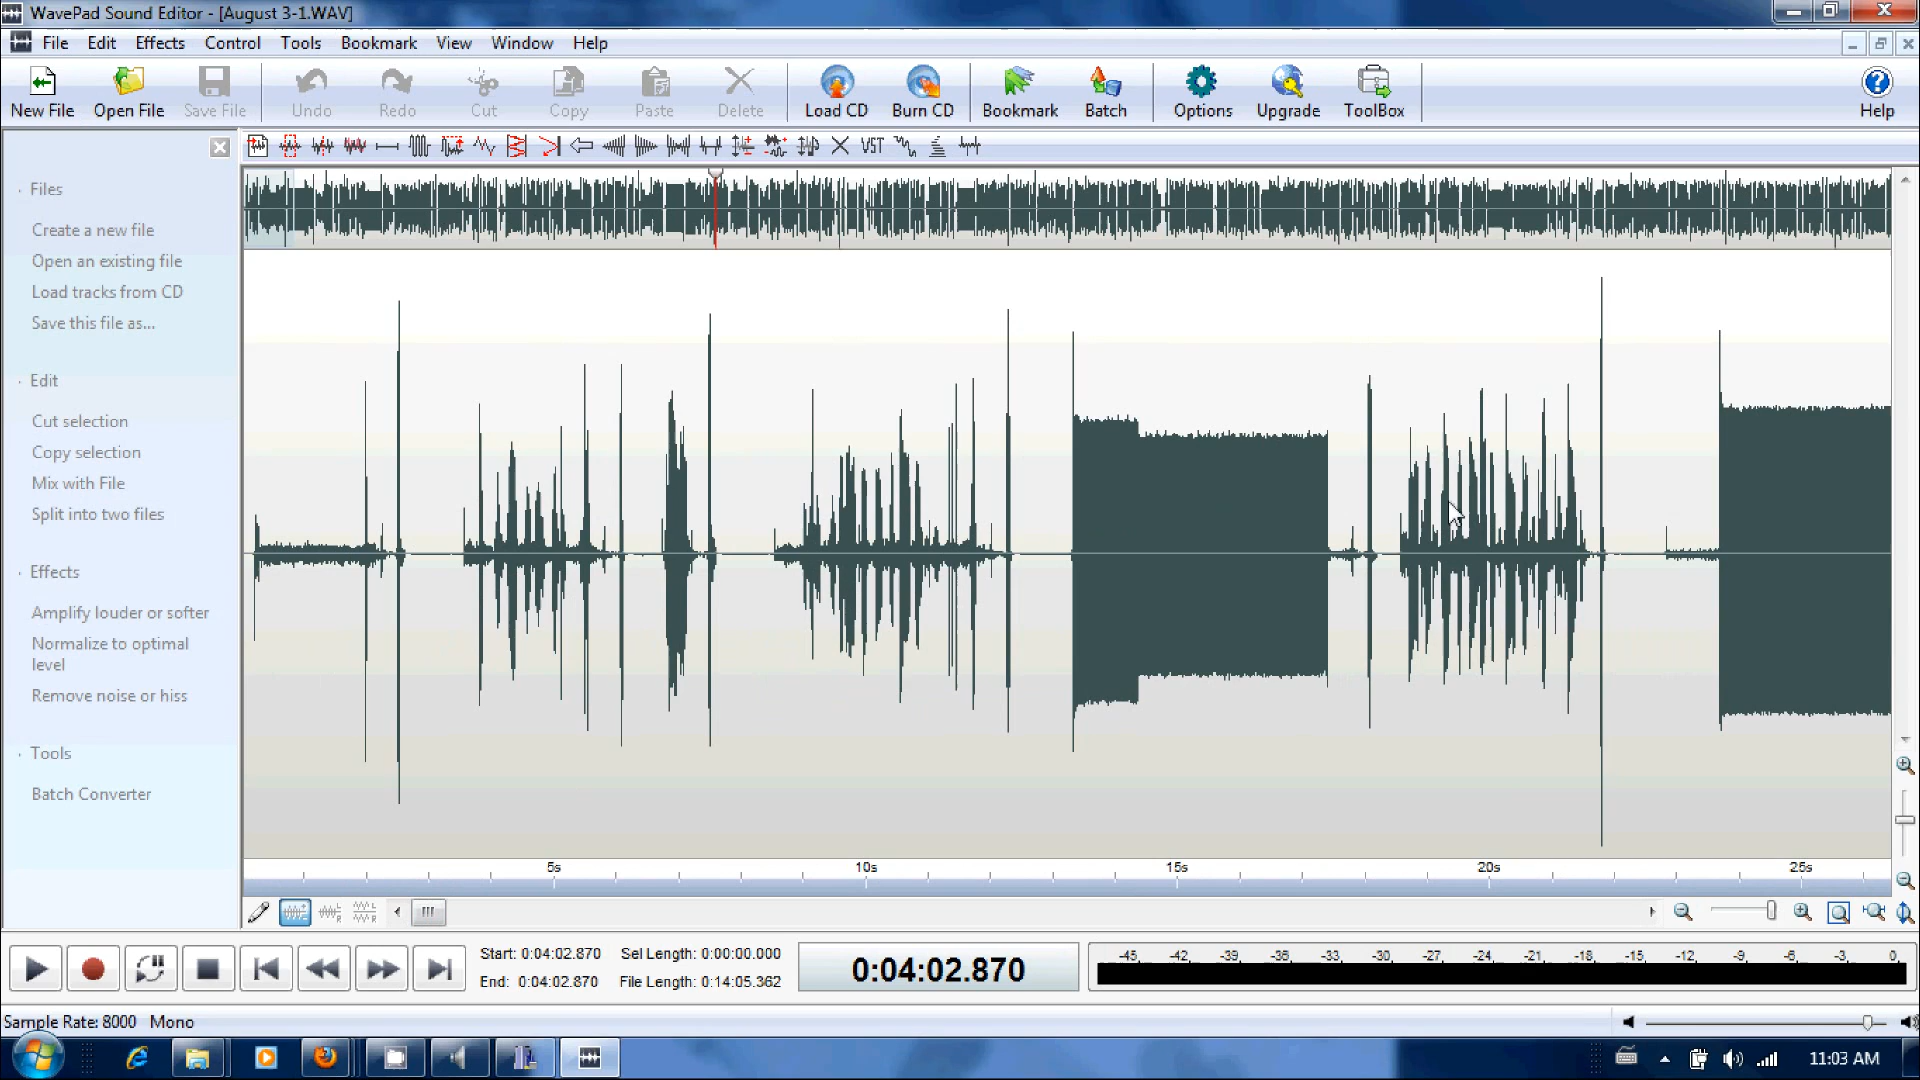 WavePad Sound Editor - [August 3-1.WAV]
File Edit Effects Control Tools Bookmark View Window Help
New File Open File Save File Undo Redo Cut Copy Paste Delete Load CD Burn CD Bookmark Batch Options Upgrade ToolBox Help
VST
Files
Create a new file
Open an existing file
Load tracks from CD
Save this file as...
Edit
Cut selection
Copy selection
Mix with File
Split into two files
Effects
Amplify louder or softer
Normalize to optimal
level
Remove noise or hiss
Tools
Batch Converter
5s 10s 15s 20s 25s
Start: 0:04:02.870 Sel Length: 0:00:00.000
End: 0:04:02.870 File Length: 0:14:05.362
0:04:02.870
-45 -42 -39 -36 -33 -30 -27 -24 -21 -18 -15 -12 -9 -6 -3 0
Sample Rate: 8000 Mono
11:03 AM